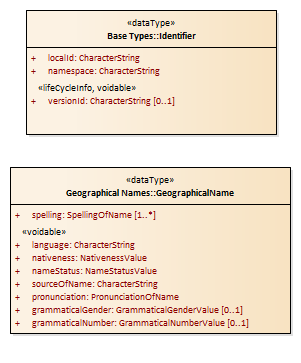 «dataType»
Base Types::Identifier
+ localId: CharacterString
+ namespace: CharacterString
«lifeCycleInfo, voidable»
+ versionId: CharacterString [0..1]
«dataType»
Geographical Names::GeographicalName
+ spelling: SpellingOfName [1..*]
«voidable»
+ language: CharacterString
+ nativeness: NativenessValue
+ nameStatus: NameStatusValue
+ sourceOfName: CharacterString
+ pronunciation: PronunciationOfName
+ grammaticalGender: GrammaticalGenderValue [0..1]
+ grammaticalNumber: GrammaticalNumberValue [0..1]